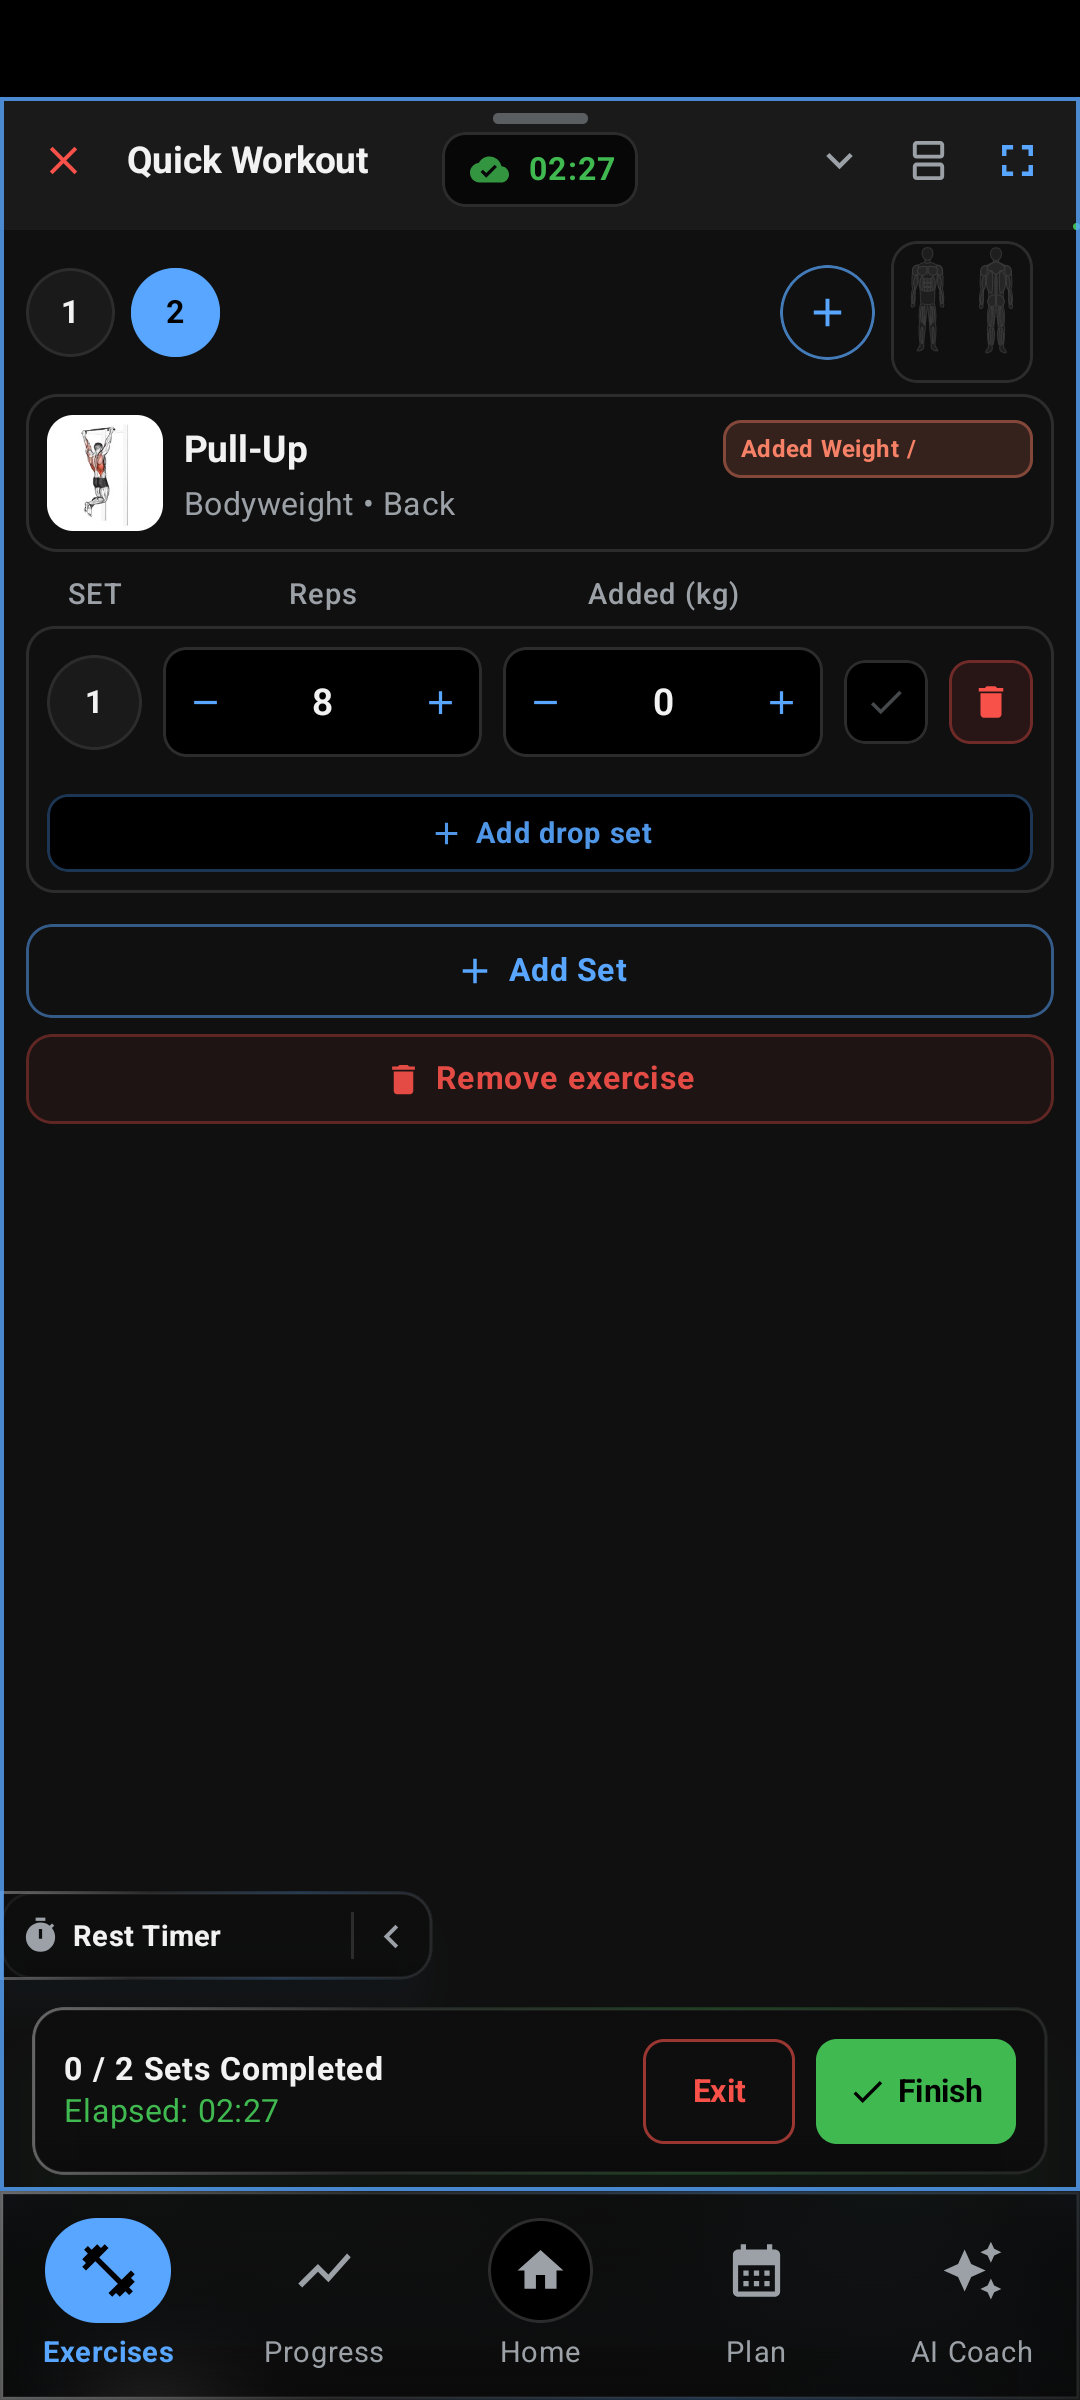 Quick Workout
02:27
1
2
Pull-Up
Added Weight /
Bodyweight • Back
SET
Reps
Added (kg)
1
8
0
Add drop set
Add Set
Remove exercise
Rest Timer
0 / 2 Sets Completed
Elapsed: 02:27
Exit
Finish
Exercises
Progress
Home
Plan
AI Coach